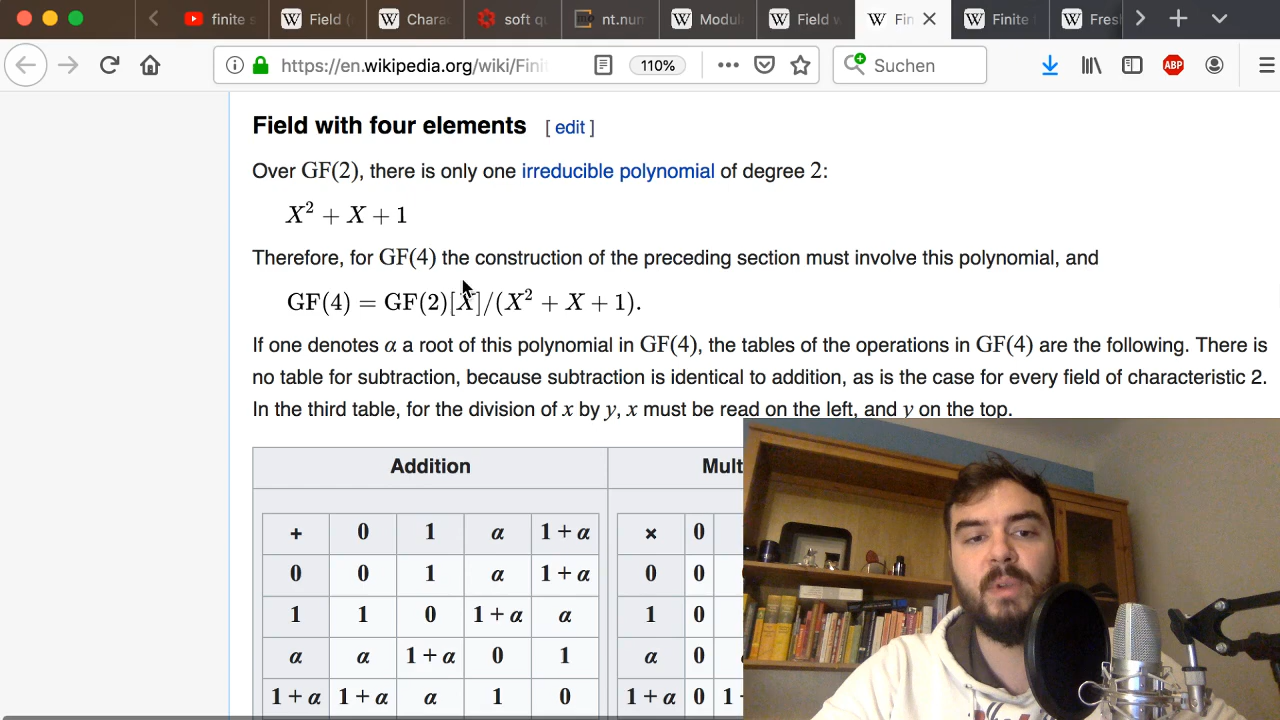 finite s
Field (
Charac
soft qu
nt.num
Modul
Field w
Fin
Finite
Fresh
https://en.wikipedia.org/wiki/Fini
110%
Suchen
ABP
Field with four elements [ edit ]
Over GF(2), there is only one irreducible polynomial of degree 2:
X² + X + 1
Therefore, for GF(4) the construction of the preceding section must involve this polynomial, and
GF(4) = GF(2)[X]/(X² + X + 1).
If one denotes α a root of this polynomial in GF(4), the tables of the operations in GF(4) are the following. There is
no table for subtraction, because subtraction is identical to addition, as is the case for every field of characteristic 2.
In the third table, for the division of x by y, x must be read on the left, and y on the top.
Addition Mult
+ 0 1 α 1 + α × 0
0 0 1 α 1 + α 0 0
1 1 0 1 + α α 1 0
α α 1 + α 0 1 α 0
1 + α 1 + α α 1 0 1 + α 0 1